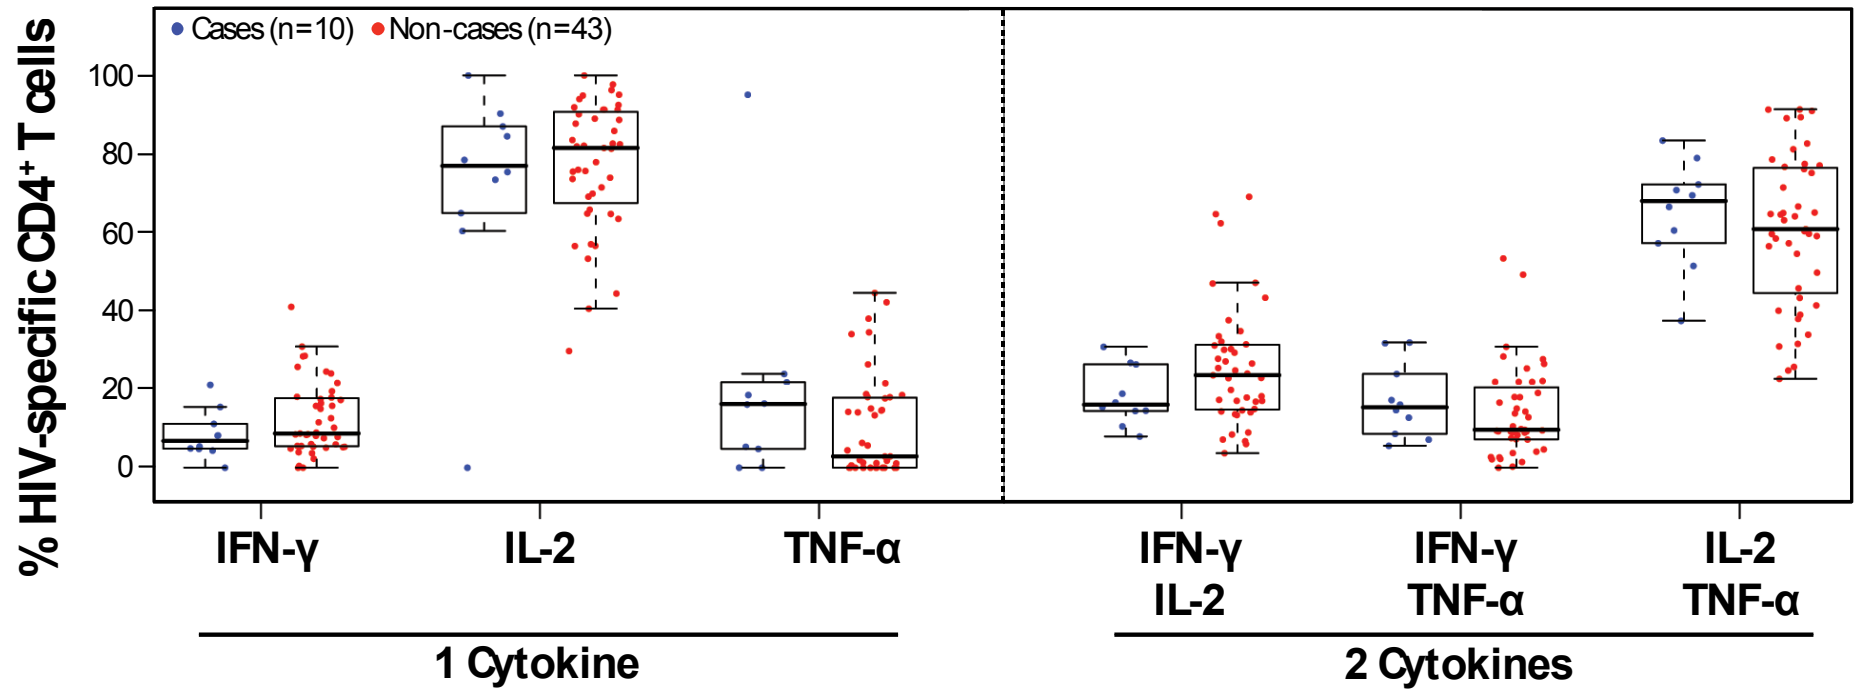 Cases (n=10) Non-cases (n=43)
% HIV-specific CD4+ T cells
100
80
60
40
20
0
IFN-γ IL-2 TNF-α IFN-γ IFN-γ IL-2
IL-2 TNF-α TNF-α
1 Cytokine 2 Cytokines